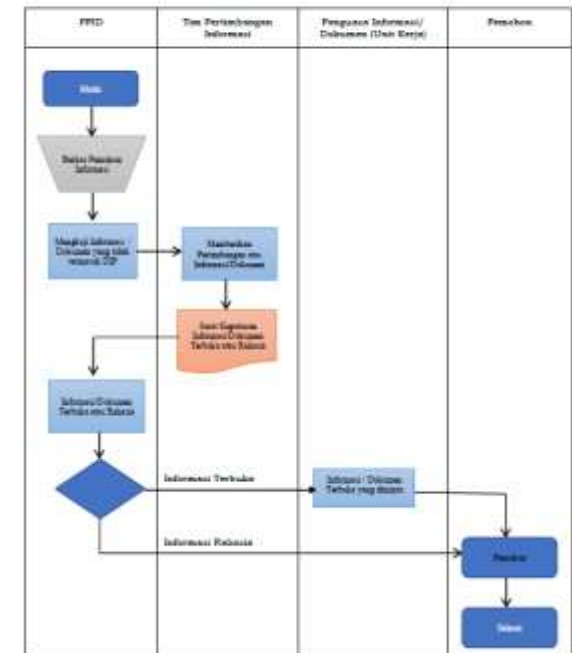 PPID
Tim Pertimbangan
Informasi
Penguasa Informasi/
Dokumen (Unit Kerja)
Pemohon
Mulai
Informasi
Mengkaji Informasi /
Dokumen yang tidak
termasuk DIP
Memberikan
Pertimbangan atas
Informasi/Dokumen
Surat Keputusan
Informasi/Dokumen
Terbuka atau Rahasia
Informasi/Dokumen
Terbuka atau Rahasia
Informasi Terbuka
Informasi / Dokumen
Terbuka yang diminta
Informasi Rahasia
Pemohon
Selesai